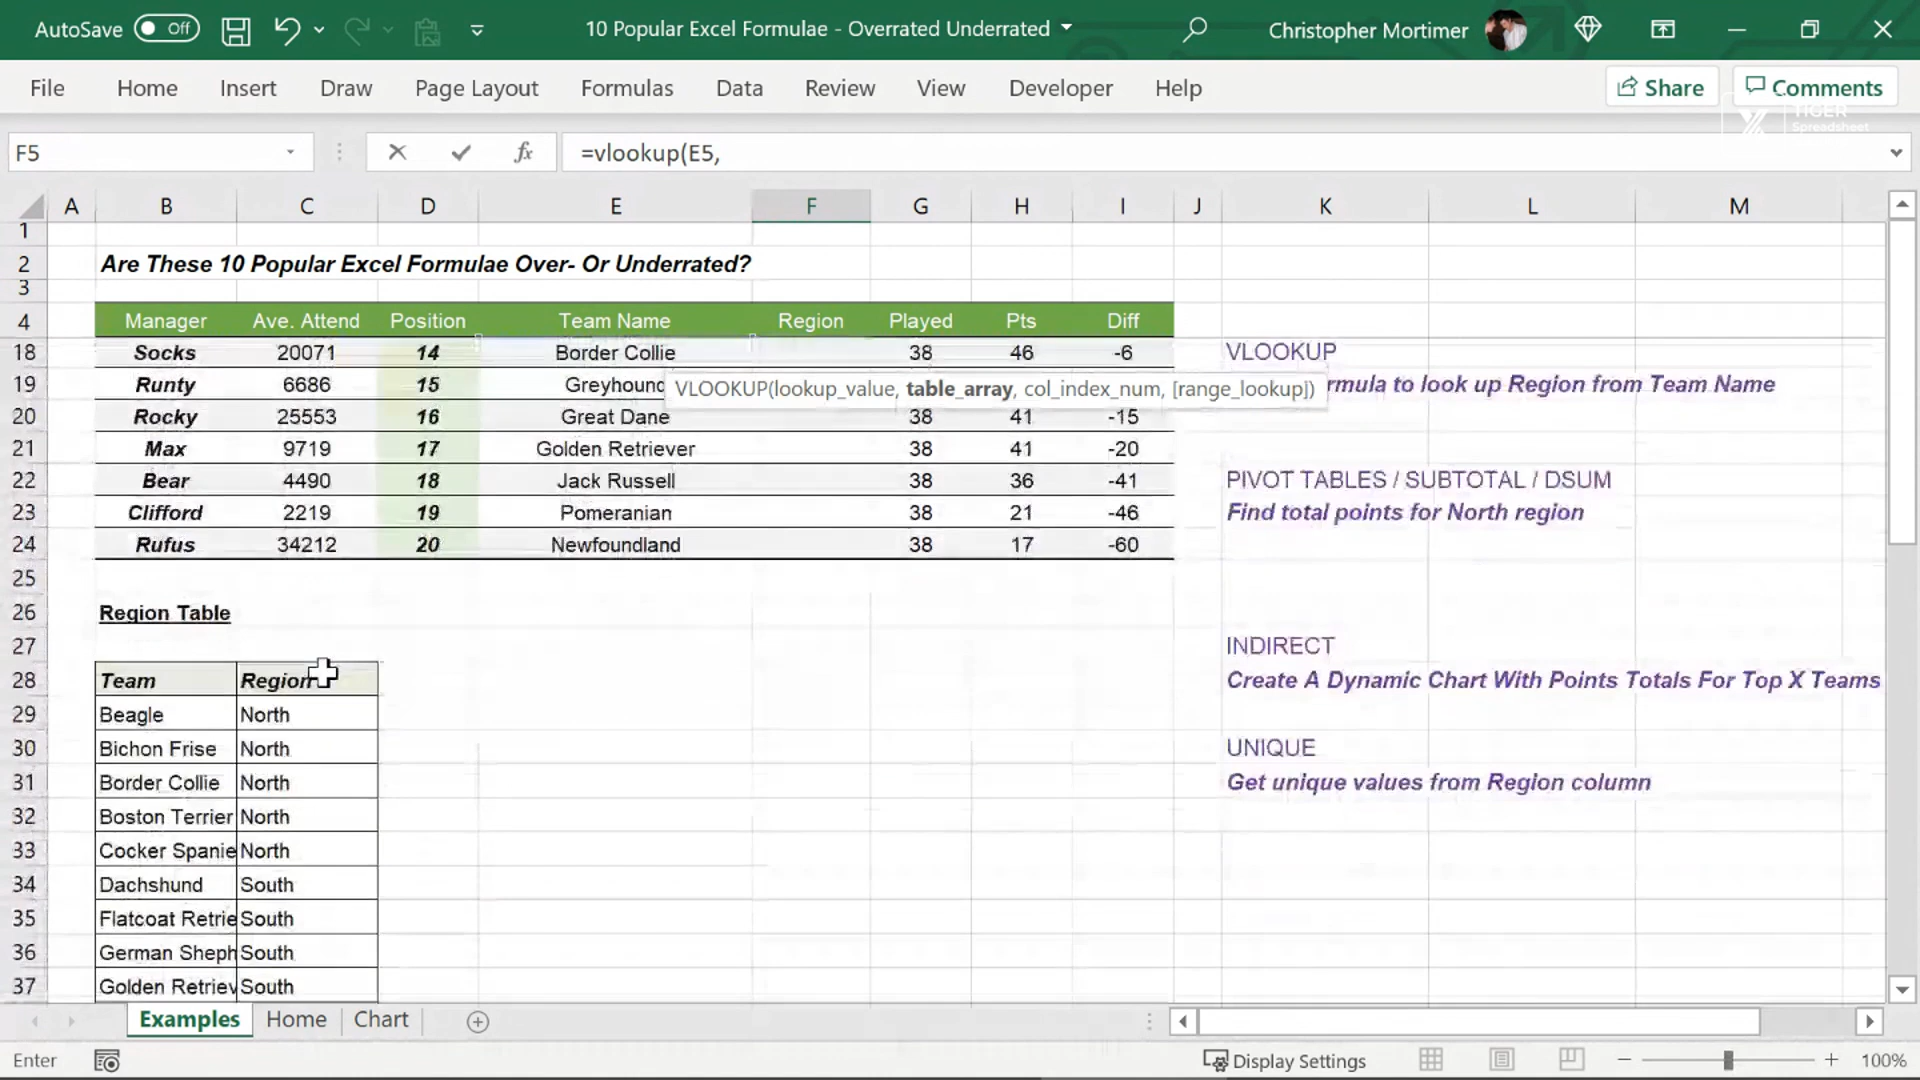 AutoSave Off 10 Popular Excel Formulae - Overrated Underrated Christopher Mortimer
File Home Insert Draw Page Layout Formulas Data Review View Developer Help Share Comments
TIGER
Spreadsheet
F5 fx =vlookup(E5,
A B C D E F G H I J K L M
1
2 Are These 10 Popular Excel Formulae Over- Or Underrated?
3
4 Manager Ave. Attend Position Team Name Region Played Pts Diff
18 Socks 20071 14 Border Collie 38 46 -6 VLOOKUP
19 Runty 6686 15 Greyhound VLOOKUP(lookup_value, table_array, col_index_num, [range_lookup]) rmula to look up Region from Team Name
20 Rocky 25553 16 Great Dane 38 41 -15
21 Max 9719 17 Golden Retriever 38 41 -20
22 Bear 4490 18 Jack Russell 38 36 -41 PIVOT TABLES / SUBTOTAL / DSUM
23 Clifford 2219 19 Pomeranian 38 21 -46 Find total points for North region
24 Rufus 34212 20 Newfoundland 38 17 -60
25
26 Region Table
27 INDIRECT
28 Team Region Create A Dynamic Chart With Points Totals For Top X Teams
29 Beagle North
30 Bichon Frise North UNIQUE
31 Border Collie North Get unique values from Region column
32 Boston Terrier North
33 Cocker Spanie North
34 Dachshund South
35 Flatcoat Retrie South
36 German Sheph South
37 Golden Retriev South
Examples Home Chart
Enter Display Settings 100%